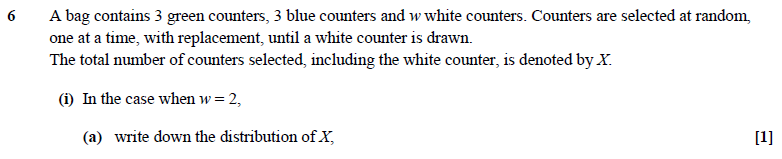 6 A bag contains 3 green counters, 3 blue counters and w white counters. Counters are selected at random,
one at a time, with replacement, until a white counter is drawn.
The total number of counters selected, including the white counter, is denoted by X.
(i) In the case when w = 2,
(a) write down the distribution of X, [1]